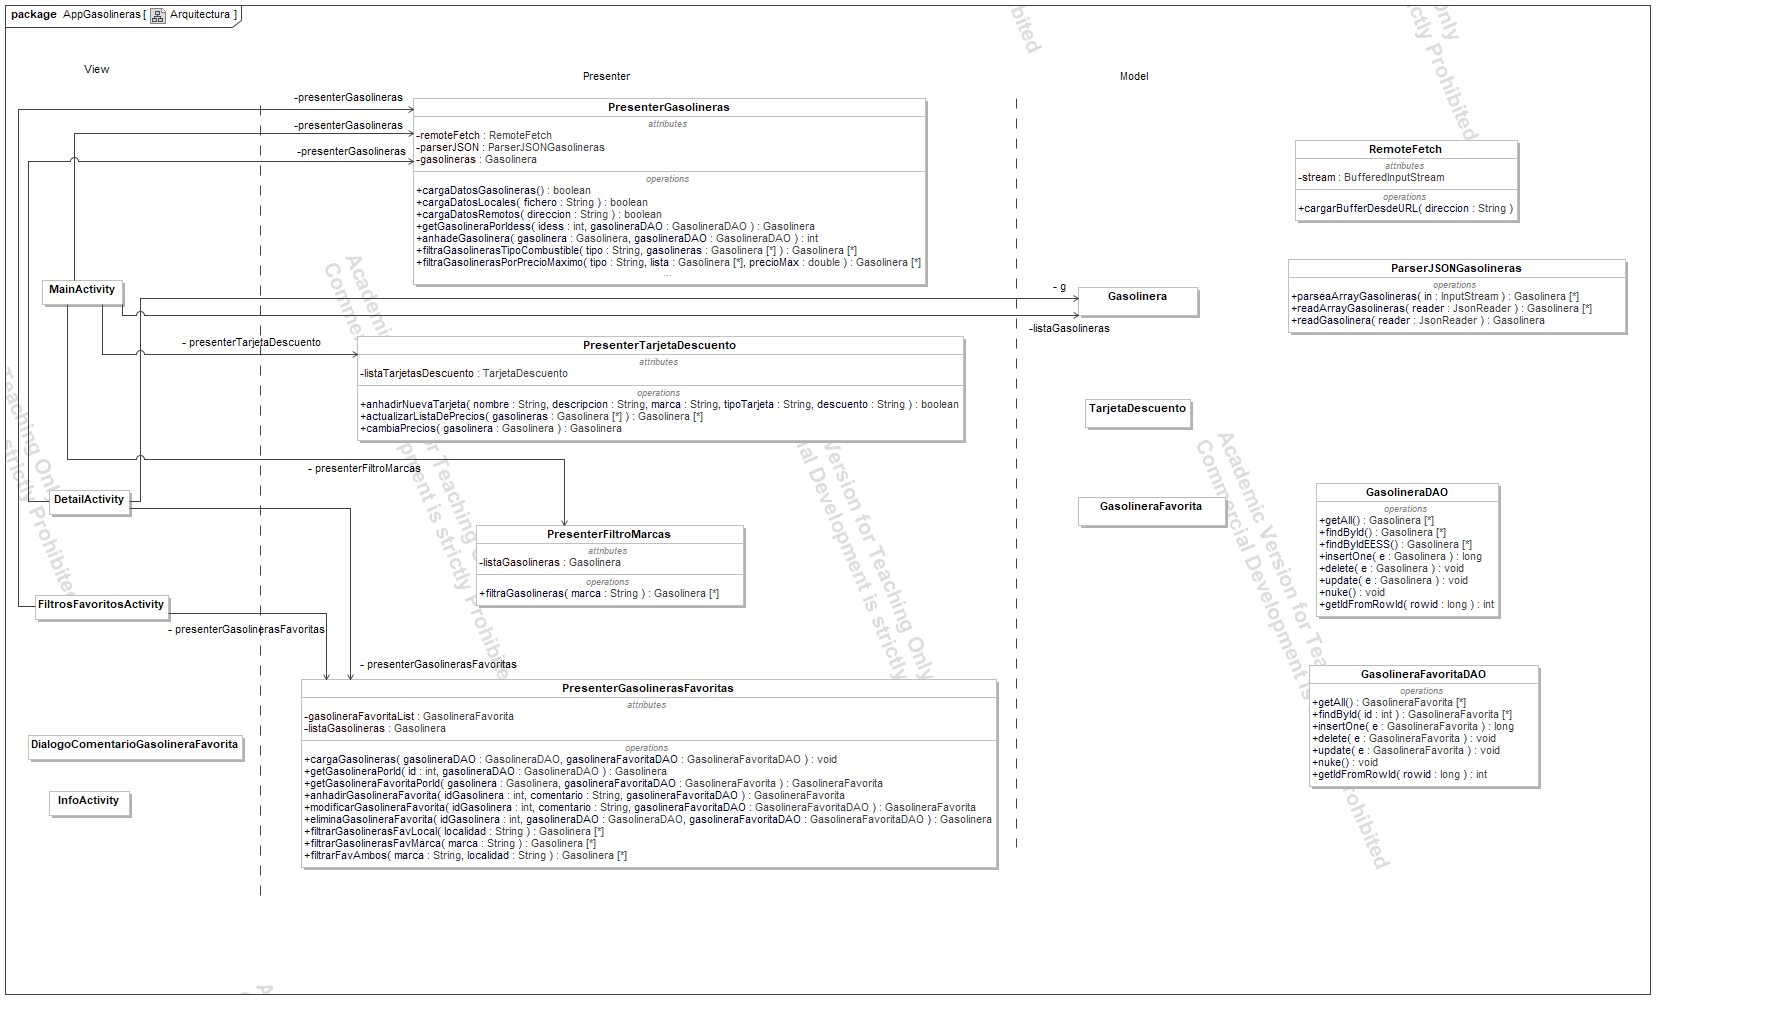 package AppGasolineras [ Arquitectura ]
View
Presenter
Model
-presenterGasolineras
-presenterGasolineras
-presenterGasolineras
PresenterGasolineras
attributes
-remoteFetch : RemoteFetch
-parserJSON : ParserJSONGasolineras
-gasolineras : Gasolinera
operations
+cargaDatosGasolineras() : boolean
+cargaDatosLocales( fichero : String ) : boolean
+cargaDatosRemotos( direccion : String ) : boolean
+getGasolineraPorIdess( idess : int, gasolineraDAO : GasolineraDAO ) : Gasolinera
+anhadeGasolinera( gasolinera : Gasolinera, gasolineraDAO : GasolineraDAO ) : int
+filtraGasolinerasTipoCombustible( tipo : String, gasolineras : Gasolinera [*] ) : Gasolinera [*]
+filtraGasolinerasPorPrecioMaximo( tipo : String, lista : Gasolinera [*], precioMax : double ) : Gasolinera [*]
...
RemoteFetch
attributes
-stream : BufferedInputStream
operations
+cargarBufferDesdeURL( direccion : String )
ParserJSONGasolineras
operations
+parseaArrayGasolineras( in : InputStream ) : Gasolinera [*]
+readArrayGasolineras( reader : JsonReader ) : Gasolinera [*]
+readGasolinera( reader : JsonReader ) : Gasolinera
MainActivity
- g
Gasolinera
-listaGasolineras
- presenterTarjetaDescuento
PresenterTarjetaDescuento
attributes
-listaTarjetasDescuento : TarjetaDescuento
operations
+anhadirNuevaTarjeta( nombre : String, descripcion : String, marca : String, tipoTarjeta : String, descuento : String ) : boolean
+actualizarListaDePrecios( gasolineras : Gasolinera [*] ) : Gasolinera [*]
+cambiaPrecios( gasolinera : Gasolinera ) : Gasolinera
TarjetaDescuento
- presenterFiltroMarcas
DetailActivity
GasolineraFavorita
PresenterFiltroMarcas
attributes
-listaGasolineras : Gasolinera
operations
+filtraGasolineras( marca : String ) : Gasolinera [*]
GasolineraDAO
operations
+getAll() : Gasolinera [*]
+findById() : Gasolinera [*]
+findByIdEESS() : Gasolinera [*]
+insertOne( e : Gasolinera ) : long
+delete( e : Gasolinera ) : void
+update( e : Gasolinera ) : void
+nuke() : void
+getIdFromRowId( rowid : long ) : int
FiltrosFavoritosActivity
- presenterGasolinerasFavoritas
- presenterGasolinerasFavoritas
PresenterGasolinerasFavoritas
attributes
-gasolineraFavoritaList : GasolineraFavorita
-listaGasolineras : Gasolinera
operations
+cargaGasolineras( gasolineraDAO : GasolineraDAO, gasolineraFavoritaDAO : GasolineraFavoritaDAO ) : void
+getGasolineraPorId( id : int, gasolineraDAO : GasolineraDAO ) : Gasolinera
+getGasolineraFavoritaPorId( gasolinera : Gasolinera, gasolineraFavoritaDAO : GasolineraFavorita ) : GasolineraFavorita
+anhadirGasolineraFavorita( idGasolinera : int, comentario : String, gasolineraFavoritaDAO ) : GasolineraFavorita
+modificarGasolineraFavorita( idGasolinera : int, comentario : String, gasolineraFavoritaDAO : GasolineraFavoritaDAO ) : GasolineraFavorita
+eliminaGasolineraFavorita( idGasolinera : int, gasolineraDAO : GasolineraDAO, gasolineraFavoritaDAO : GasolineraFavoritaDAO ) : Gasolinera
+filtrarGasolinerasFavLocal( localidad : String ) : Gasolinera [*]
+filtrarGasolinerasFavMarca( marca : String ) : Gasolinera [*]
+filtrarFavAmbos( marca : String, localidad : String ) : Gasolinera [*]
GasolineraFavoritaDAO
operations
+getAll() : GasolineraFavorita [*]
+findById( id : int ) : GasolineraFavorita [*]
+insertOne( e : GasolineraFavorita ) : long
+delete( e : GasolineraFavorita ) : void
+update( e : GasolineraFavorita ) : void
+nuke() : void
+getIdFromRowId( rowid : long ) : int
DialogoComentarioGasolineraFavorita
InfoActivity